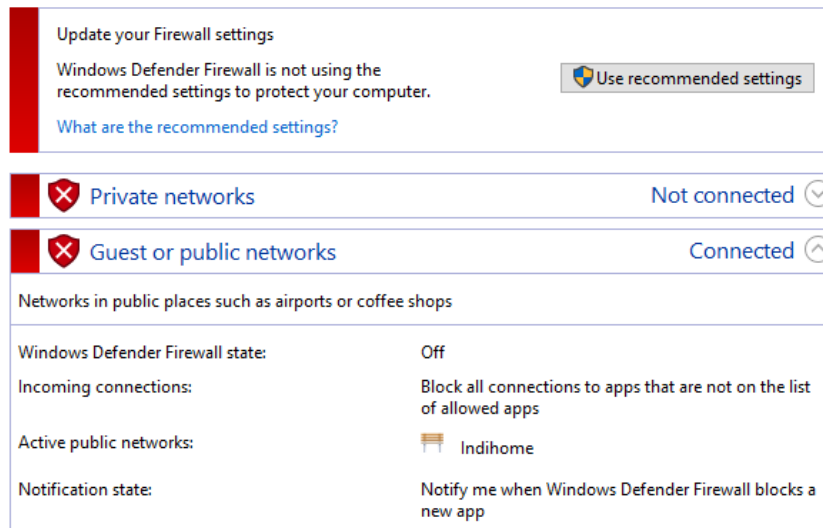 Update your Firewall settings
Windows Defender Firewall is not using the
recommended settings to protect your computer.
Use recommended settings
What are the recommended settings?
Private networks
Not connected
Guest or public networks
Connected
Networks in public places such as airports or coffee shops
Windows Defender Firewall state:
Off
Incoming connections:
Block all connections to apps that are not on the list
of allowed apps
Active public networks:
Indihome
Notification state:
Notify me when Windows Defender Firewall blocks a
new app